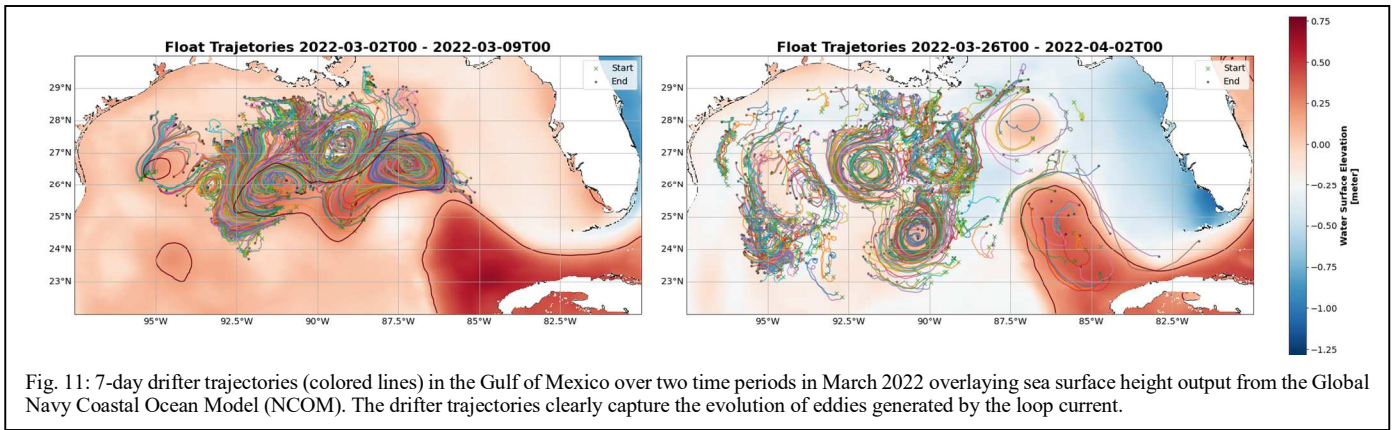 Float Trajetories 2022-03-02T00 - 2022-03-09T00
Start
End
29°N
28°N
27°N
26°N
25°N
24°N
23°N
95°W
92.5°W
90°W
87.5°W
85°W
82.5°W
Float Trajetories 2022-03-26T00 - 2022-04-02T00
Start
End
29°N
28°N
27°N
26°N
25°N
24°N
23°N
95°W
92.5°W
90°W
87.5°W
85°W
82.5°W
0.75
0.50
0.25
0.00
−0.25
−0.50
−0.75
−1.00
−1.25
Water Surface Elevation
[meter]
Fig. 11: 7-day drifter trajectories (colored lines) in the Gulf of Mexico over two time periods in March 2022 overlaying sea surface height output from the Global
Navy Coastal Ocean Model (NCOM). The drifter trajectories clearly capture the evolution of eddies generated by the loop current.